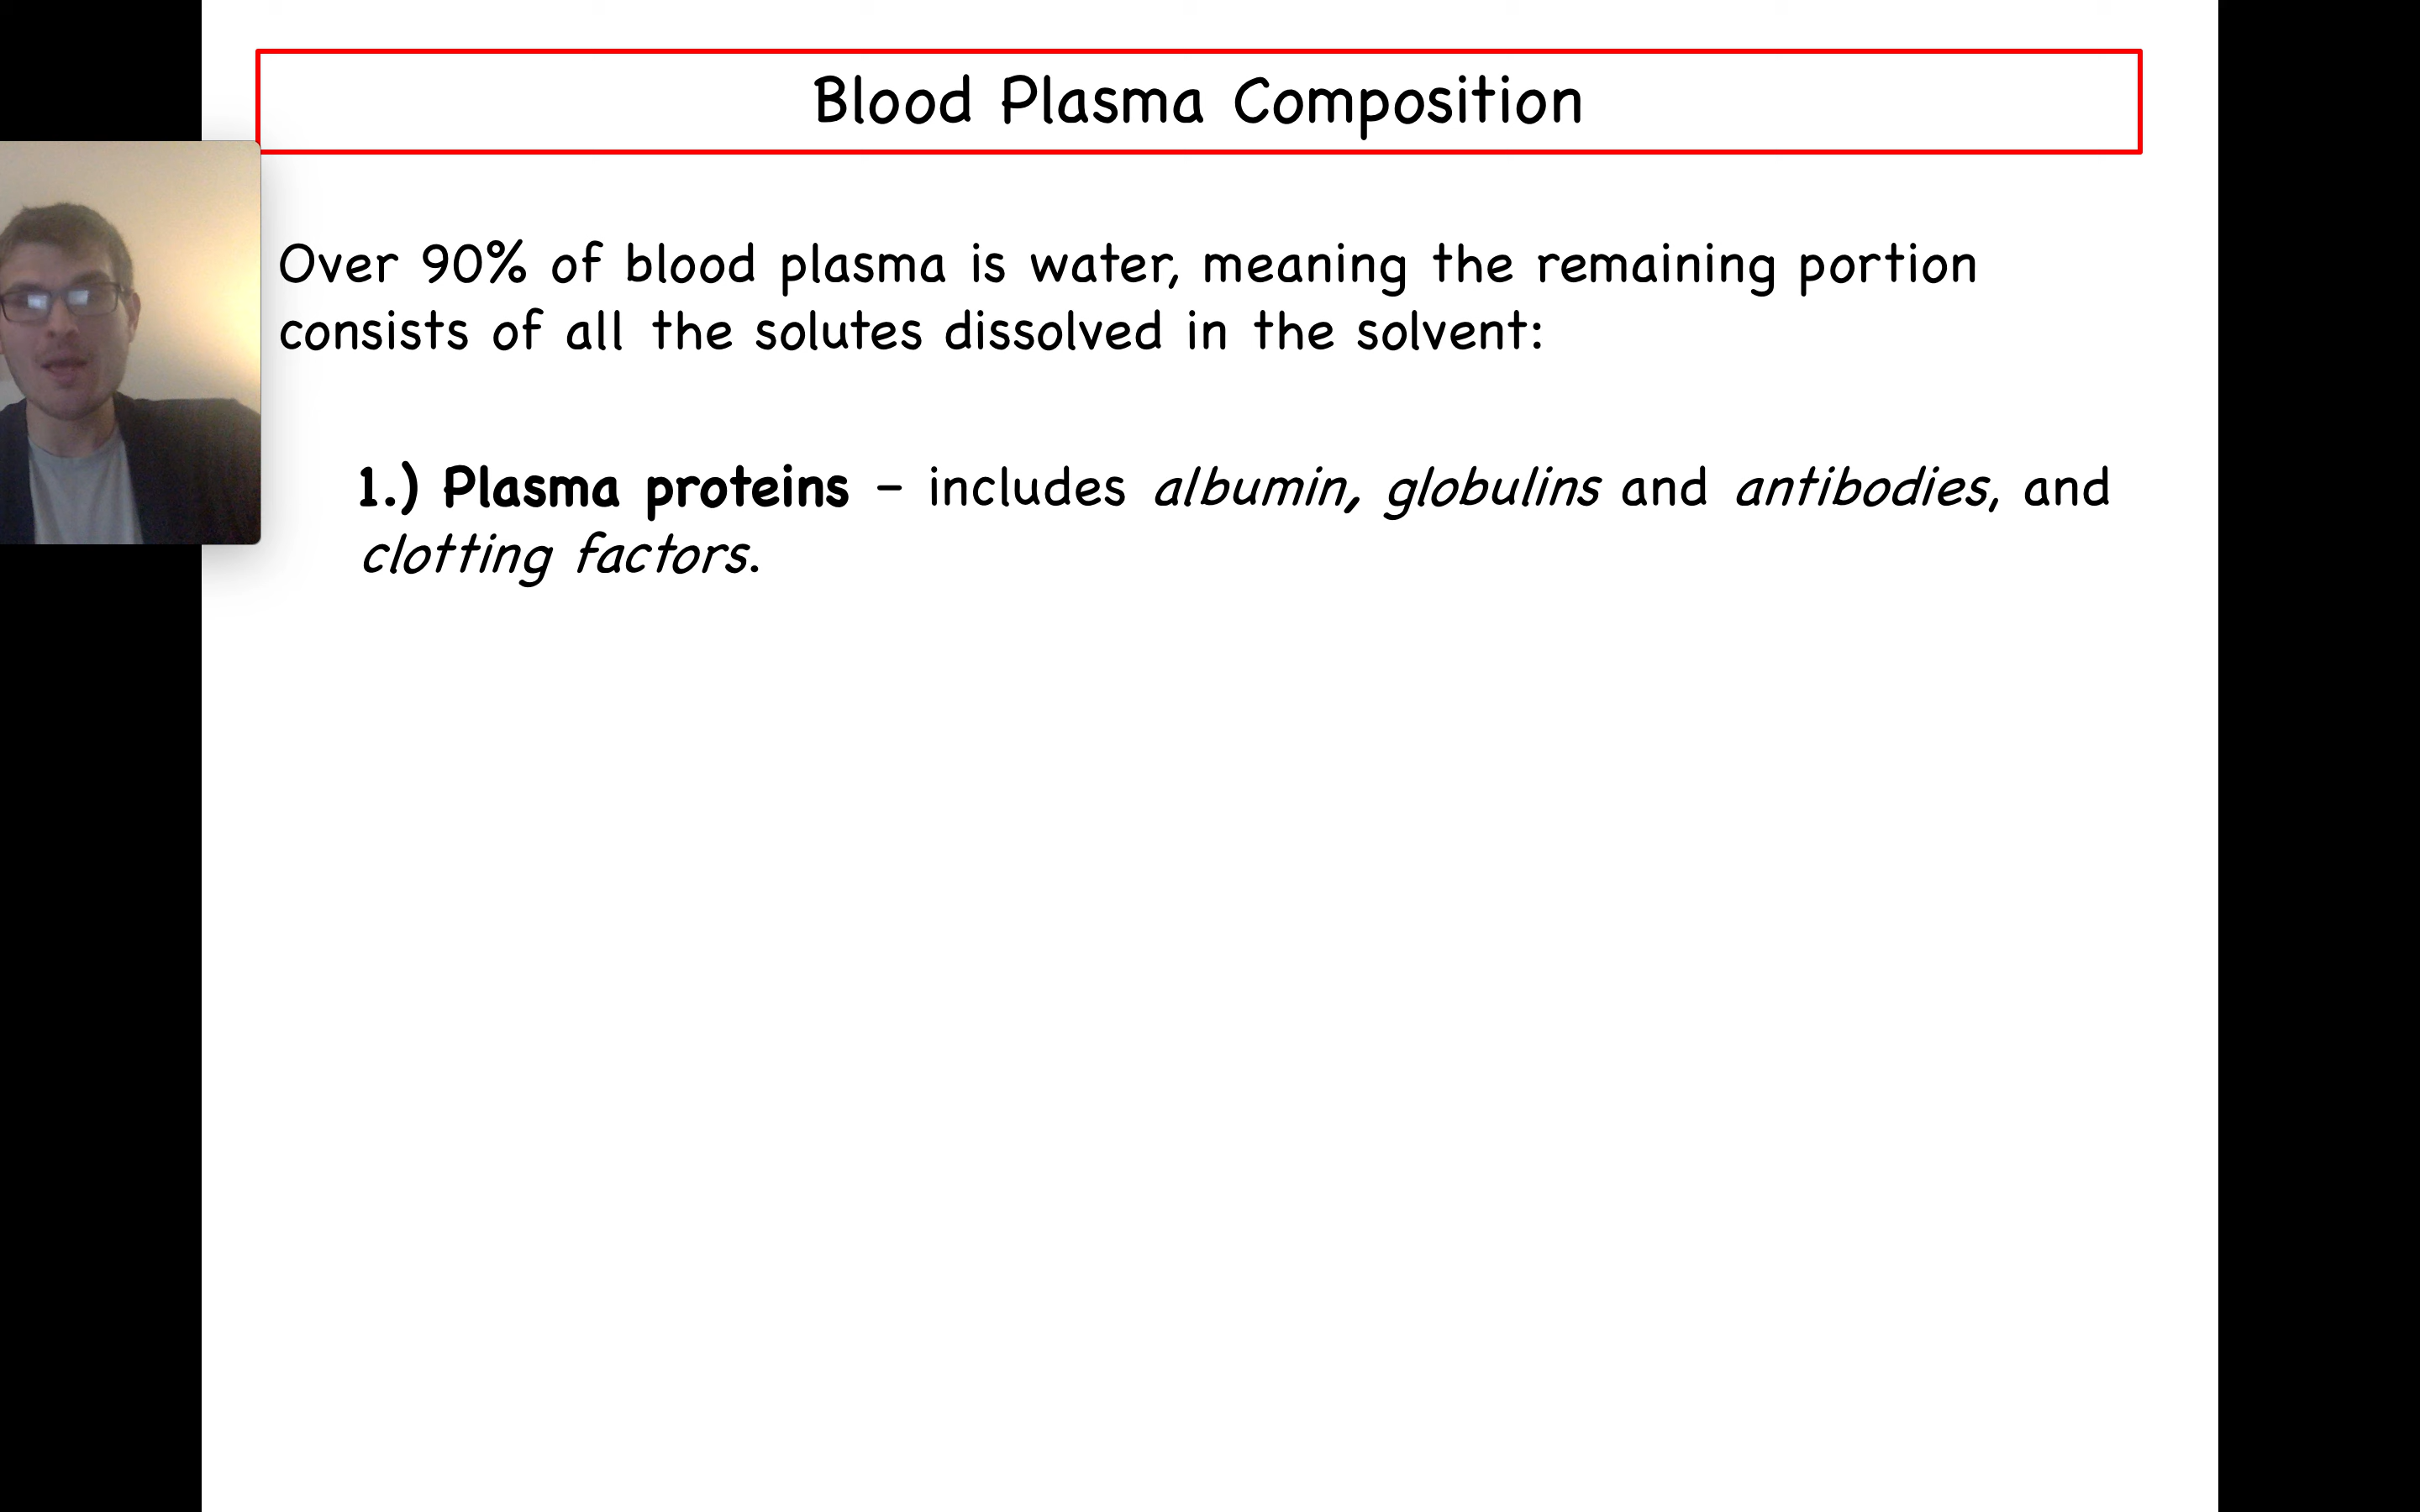 Blood Plasma Composition
Over 90% of blood plasma is water, meaning the remaining portion
consists of all the solutes dissolved in the solvent:
1.) Plasma proteins – includes albumin, globulins and antibodies, and
clotting factors.